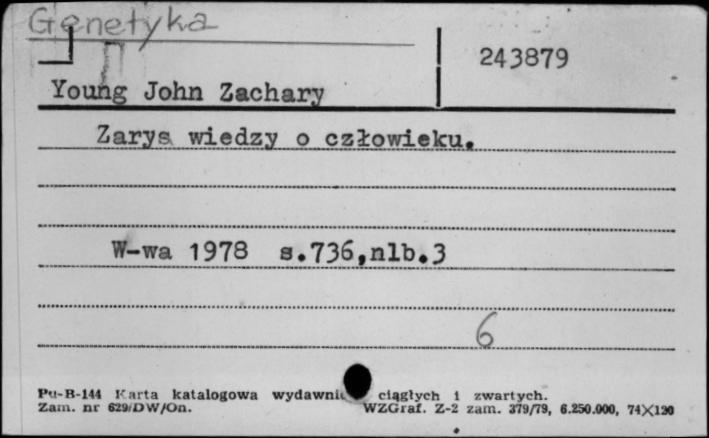 Genetyka
243879
Young John Zachary
Zarys wiedzy o człowieku.
W-wa 1978 s.736,nlb.3
6
Pu-B-144 Karta katalogowa wydawni ciągłych i zwartych.
Zam. nr 629/DW/On. WZGraf. Z-2 zam. 379/79, 6.250.000, 74X120